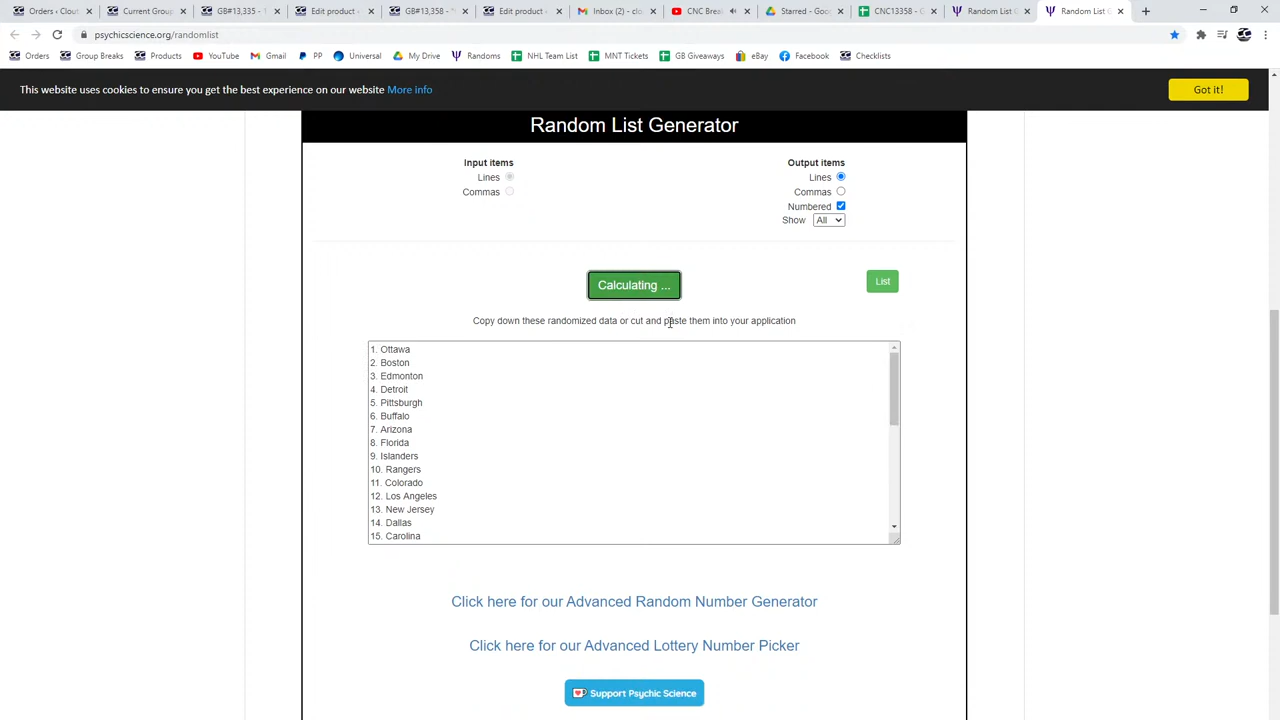 Orders ‹ Clout
Current Group
GB#13,335 - 
Edit product ‹
GB#13,358 - 
Edit product ‹
Inbox (2) - clo
CNC Brea
Starred - Goog
CNC13358 - G
Random List G
Random List G
psychicscience.org/randomlist
Orders
Group Breaks
Products
YouTube
Gmail
PP
Universal
My Drive
Randoms
NHL Team List
MNT Tickets
GB Giveaways
eBay
Facebook
Checklists
This website uses cookies to ensure you get the best experience on our website More info
Got it!
Random List Generator
Input items
Lines
Commas
Output items
Lines
Commas
Numbered
Show All
Calculating ...
List
Copy down these randomized data or cut and paste them into your application
1. Ottawa
2. Boston
3. Edmonton
4. Detroit
5. Pittsburgh
6. Buffalo
7. Arizona
8. Florida
9. Islanders
10. Rangers
11. Colorado
12. Los Angeles
13. New Jersey
14. Dallas
15. Carolina
Click here for our Advanced Random Number Generator
Click here for our Advanced Lottery Number Picker
Support Psychic Science